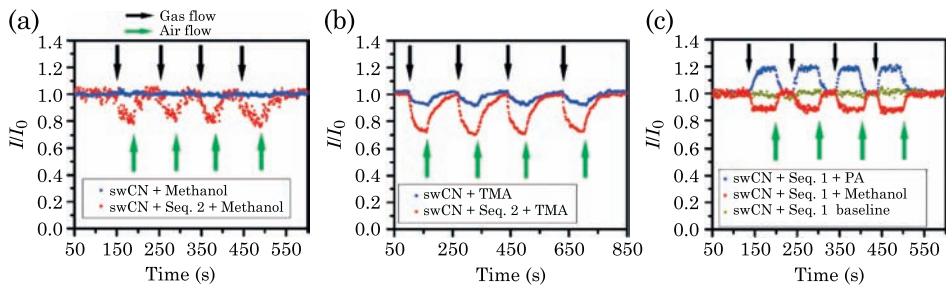 (a)
Gas flow
Air flow
1.4
1.2
1.0
0.8
0.6
0.4
0.2
0.0
I/I0
swCN + Methanol
swCN + Seq. 2 + Methanol
50 150 250 350 450 550
Time (s)
(b)
1.4
1.2
1.0
0.8
0.6
0.4
0.2
0.0
I/I0
swCN + TMA
swCN + Seq. 2 + TMA
50 250 450 650 850
Time (s)
(c)
1.4
1.2
1.0
0.8
0.6
0.4
0.2
0.0
I/I0
swCN + Seq. 1 + PA
swCN + Seq. 1 + Methanol
swCN + Seq. 1 baseline
50 150 250 350 450 550
Time (s)